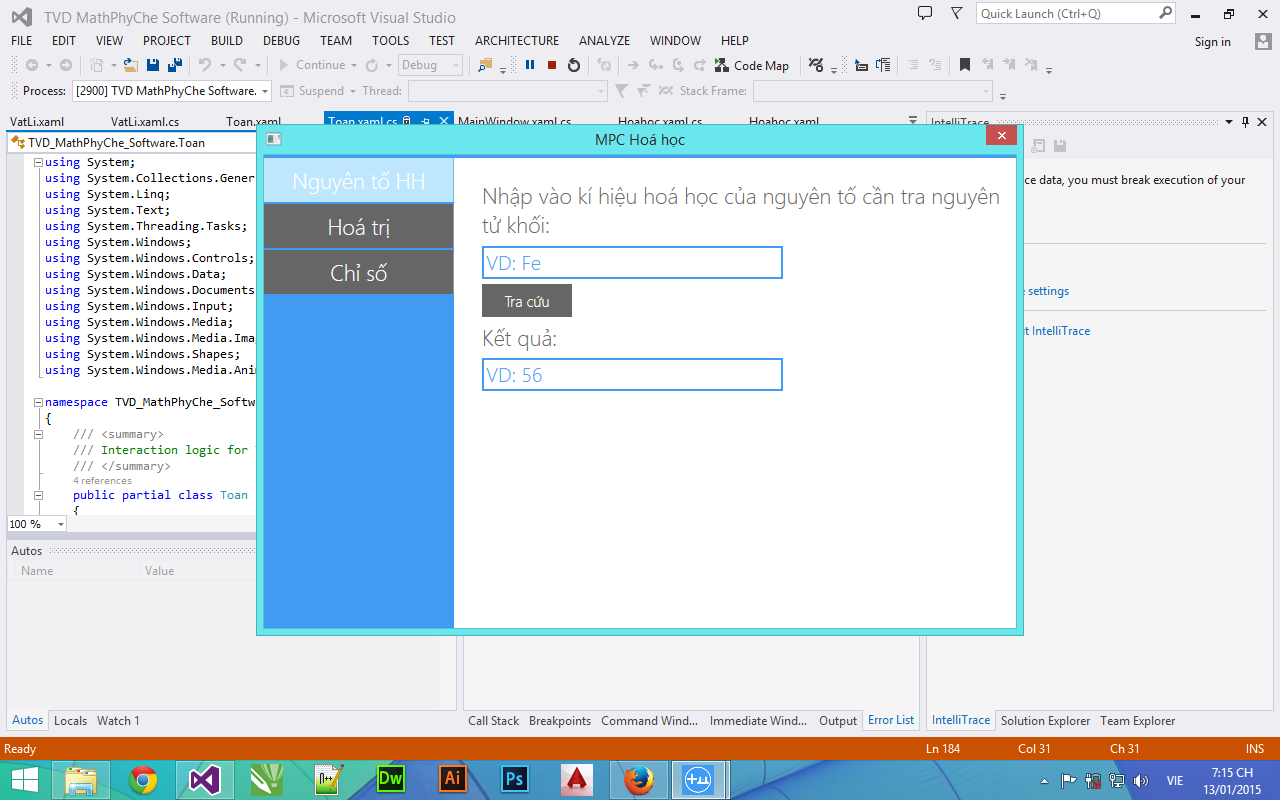 TVD MathPhyChe Software (Running) - Microsoft Visual Studio
Quick Launch (Ctrl+Q)
FILE EDIT VIEW PROJECT BUILD DEBUG TEAM TOOLS TEST ARCHITECTURE ANALYZE WINDOW HELP
Sign in
Continue Debug Code Map
Process: [2900] TVD MathPhyChe Software. Suspend Thread: Stack Frame:
VatLi.xaml VatLi.xaml.cs Toan.xaml Toan.xaml.cs MainWindow.xaml.cs Hoahoc.xaml.cs Hoahoc.xaml IntelliTrace
MPC Hoá học
TVD_MathPhyChe_Software.Toan
using System;
using System.Collections.Gener
using System.Linq;
using System.Text;
using System.Threading.Tasks;
using System.Windows;
using System.Windows.Controls;
using System.Windows.Data;
using System.Windows.Documents
using System.Windows.Input;
using System.Windows.Media;
using System.Windows.Media.Ima
using System.Windows.Shapes;
using System.Windows.Media.Ani
namespace TVD_MathPhyChe_Softw
{
/// <summary>
/// Interaction logic for
/// </summary>
4 references
public partial class Toan
{
100 %
Nguyên tố HH
Hoá trị
Chỉ số
Nhập vào kí hiệu hoá học của nguyên tố cần tra nguyên
tử khối:
VD: Fe
Tra cứu
Kết quả:
VD: 56
ce data, you must break execution of your
settings
IntelliTrace
Autos
Name Value
Autos Locals Watch 1
Call Stack Breakpoints Command Wind... Immediate Wind... Output Error List
IntelliTrace Solution Explorer Team Explorer
Ready Ln 184 Col 31 Ch 31 INS
Dw Ai Ps
VIE
7:15 CH
13/01/2015